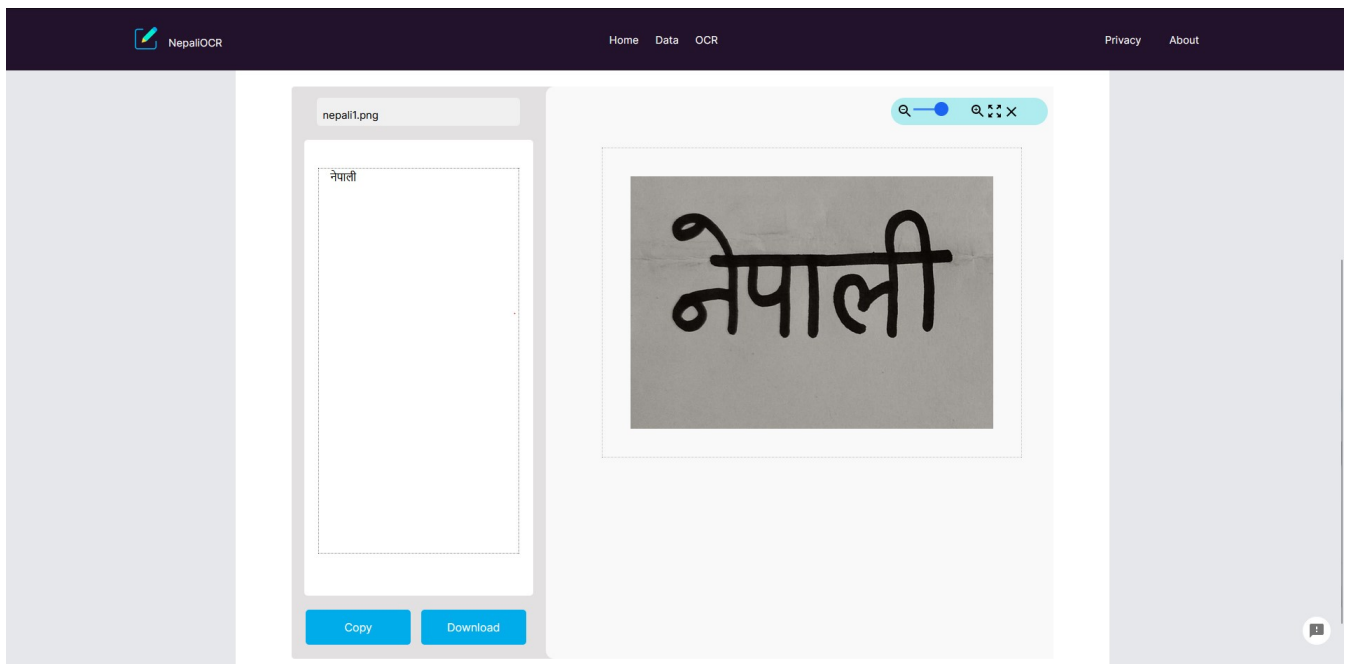 NepaliOCR
Home Data OCR
Privacy About
nepali1.png
नेपाली
नेपाली
Copy
Download